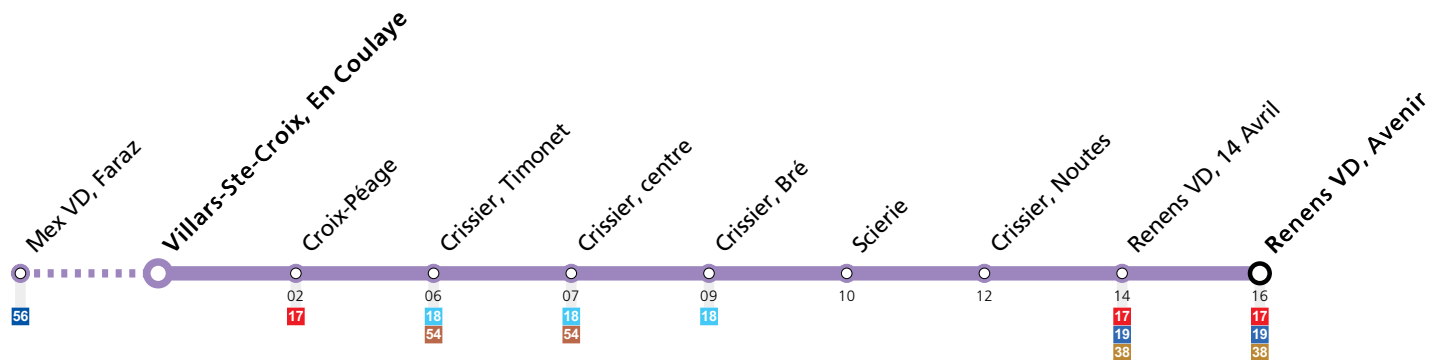 Mex VD, Faraz
Villars-Ste-Croix, En Coulaye
Croix-Péage
Crissier, Timonet
Crissier, centre
Crissier, Bré
Scierie
Crissier, Noutes
Renens VD, 14 Avril
Renens VD, Avenir
02 06 07 09 10 12 14 16
56 17 18 18 18 17 17
54 54 19 19
38 38